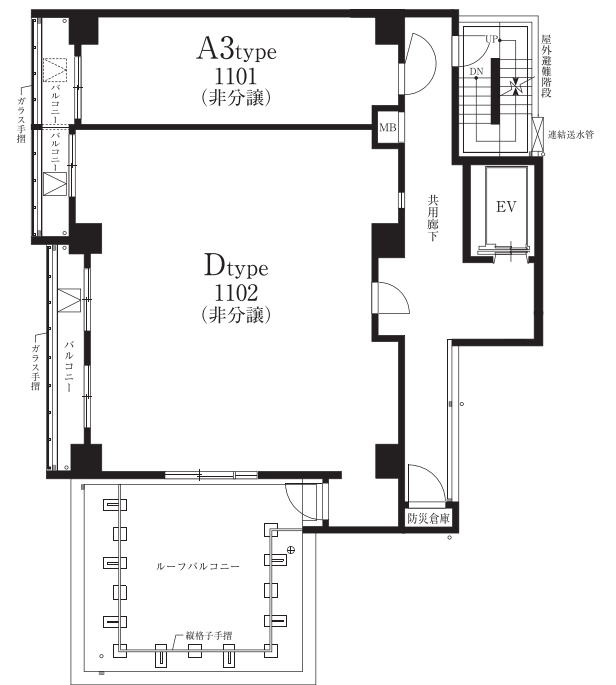 A3type
1101
(非分譲)
UP
DN
屋外避難階段
バルコニー
ガラス手摺
バルコニー
MB
連結送水管
共用廊下
EV
Dtype
1102
(非分譲)
ガラス手摺
バルコニー
防災倉庫
ルーフバルコニー
縦格子手摺